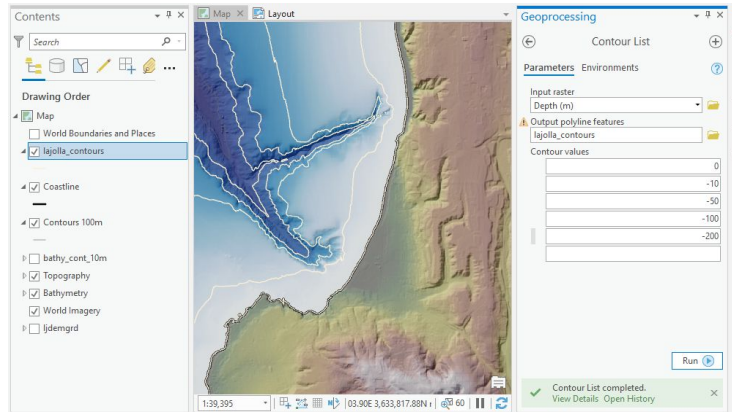 Contents
Search
Drawing Order
Map
World Boundaries and Places
lajolla_contours
Coastline
Contours 100m
bathy_cont_10m
Topography
Bathymetry
World Imagery
ljdemgrd
Map
Layout
1:39,395
03.90E 3,633,817.88N
60
Geoprocessing
Contour List
Parameters Environments
Input raster
Depth (m)
Output polyline features
lajolla_contours
Contour values
0
-10
-50
-100
-200
Run
Contour List completed.
View Details Open History